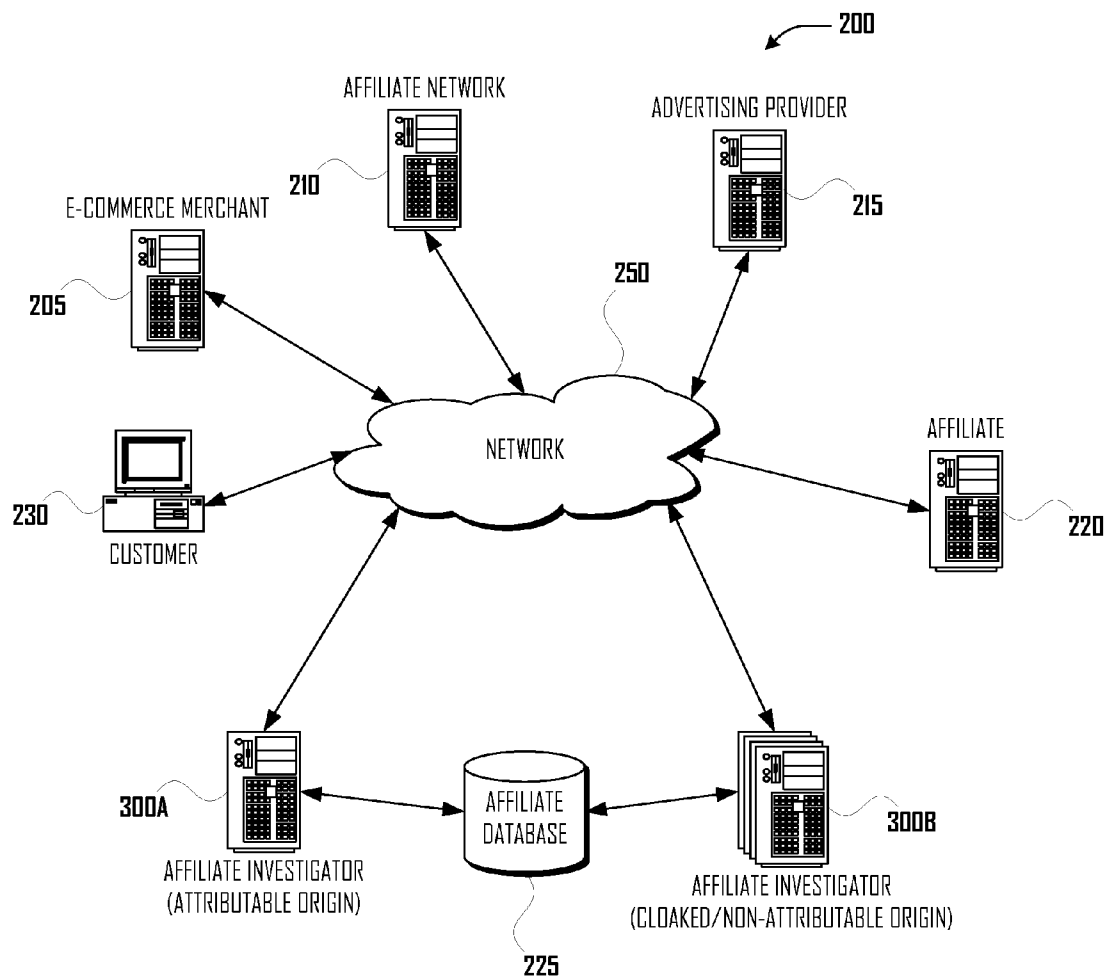 200
AFFILIATE NETWORK
ADVERTISING PROVIDER
210
215
E-COMMERCE MERCHANT
205
250
NETWORK
AFFILIATE
230
220
CUSTOMER
300A
AFFILIATE
DATABASE
300B
AFFILIATE INVESTIGATOR
(ATTRIBUTABLE ORIGIN)
AFFILIATE INVESTIGATOR
(CLOAKED/NON-ATTRIBUTABLE ORIGIN)
225